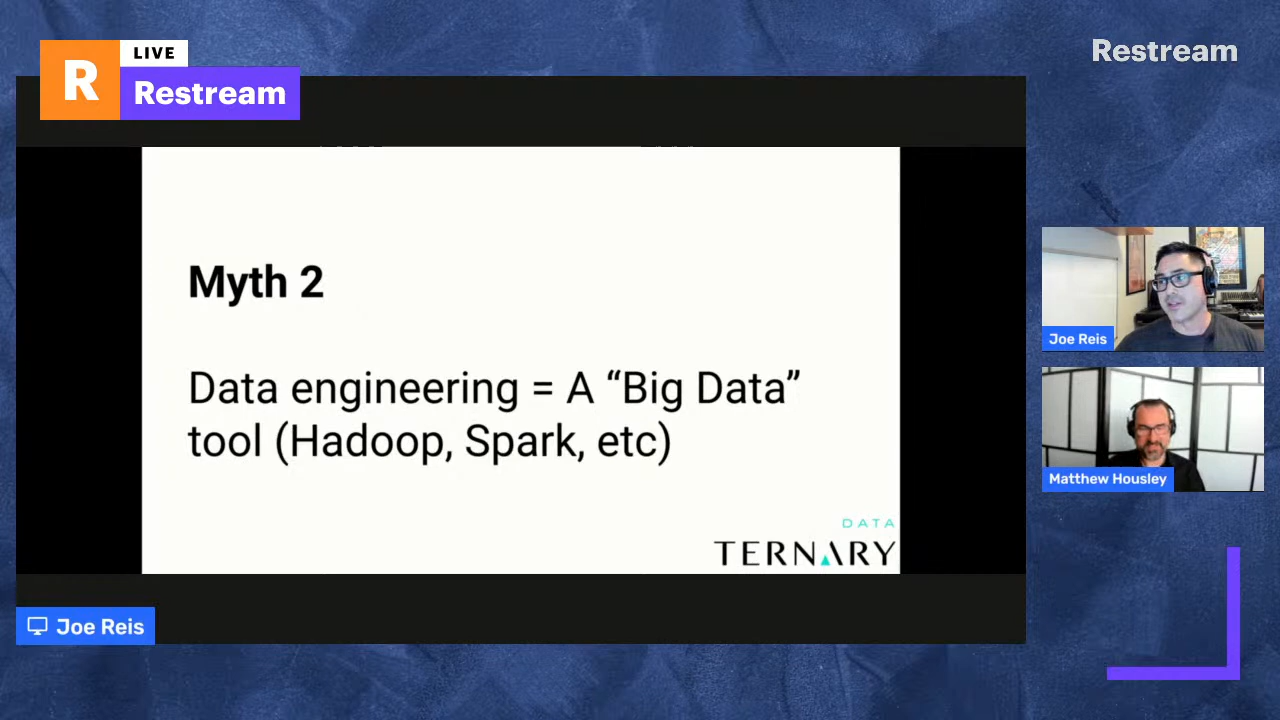 R
LIVE
Restream
Restream
Myth 2
Data engineering = A “Big Data”
tool (Hadoop, Spark, etc)
DATA
TERNARY
Joe Reis
Joe Reis
Matthew Housley